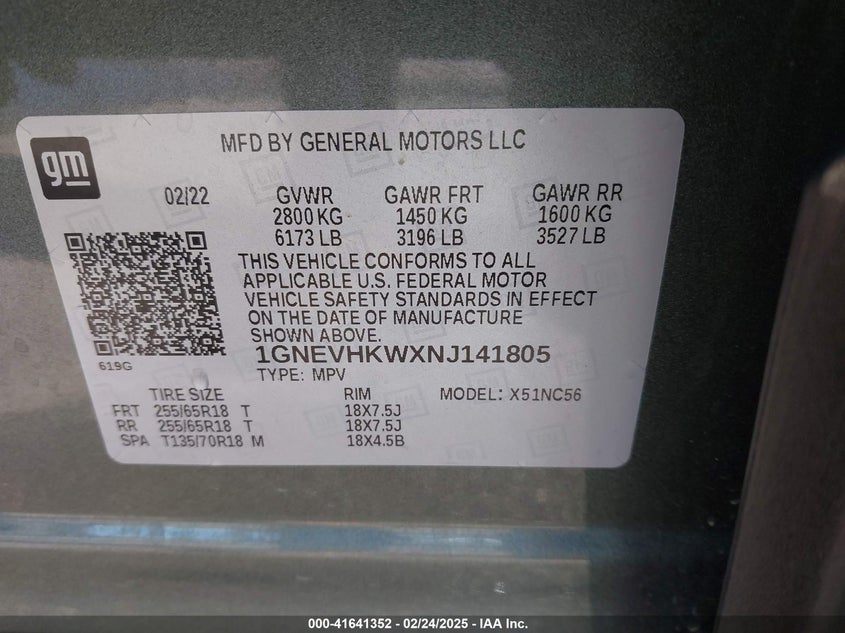 gm
MFD BY GENERAL MOTORS LLC
02/22 GVWR GAWR FRT GAWR RR
2800 KG 1450 KG 1600 KG
6173 LB 3196 LB 3527 LB
THIS VEHICLE CONFORMS TO ALL
APPLICABLE U.S. FEDERAL MOTOR
VEHICLE SAFETY STANDARDS IN EFFECT
ON THE DATE OF MANUFACTURE
SHOWN ABOVE.
1GNEVHKWXNJ141805
619G
TYPE: MPV
TIRE SIZE RIM MODEL: X51NC56
FRT 255/65R18 T 18X7.5J
RR 255/65R18 T 18X7.5J
SPA T135/70R18 M 18X4.5B
000-41641352 - 02/24/2025 - IAA Inc.